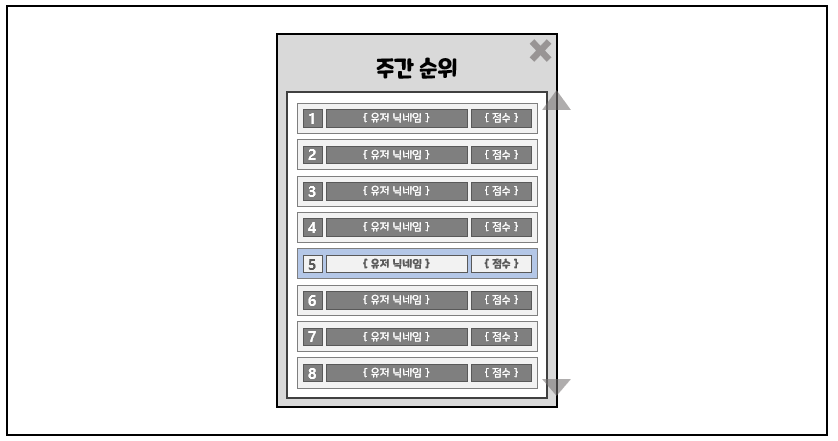 주간 순위
1 { 유저 닉네임 } { 점수 }
2 { 유저 닉네임 } { 점수 }
3 { 유저 닉네임 } { 점수 }
4 { 유저 닉네임 } { 점수 }
5 { 유저 닉네임 } { 점수 }
6 { 유저 닉네임 } { 점수 }
7 { 유저 닉네임 } { 점수 }
8 { 유저 닉네임 } { 점수 }